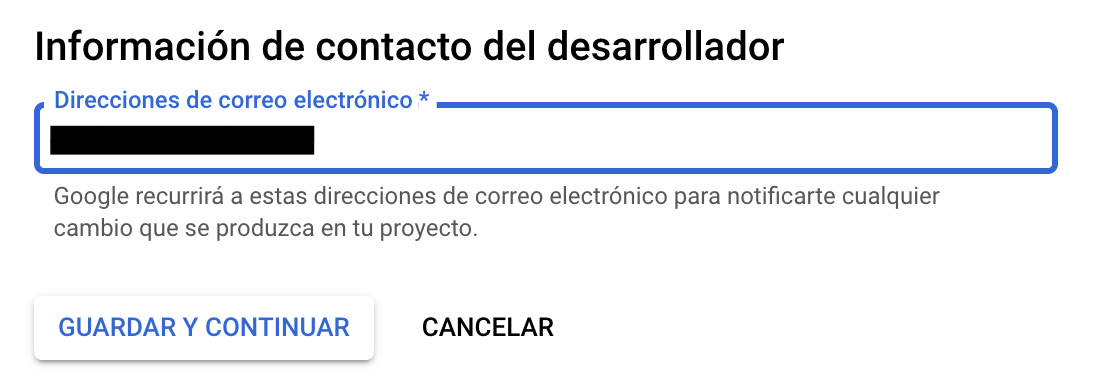 Información de contacto del desarrollador
Direcciones de correo electrónico *
Google recurrirá a estas direcciones de correo electrónico para notificarte cualquier
cambio que se produzca en tu proyecto.
GUARDAR Y CONTINUAR CANCELAR